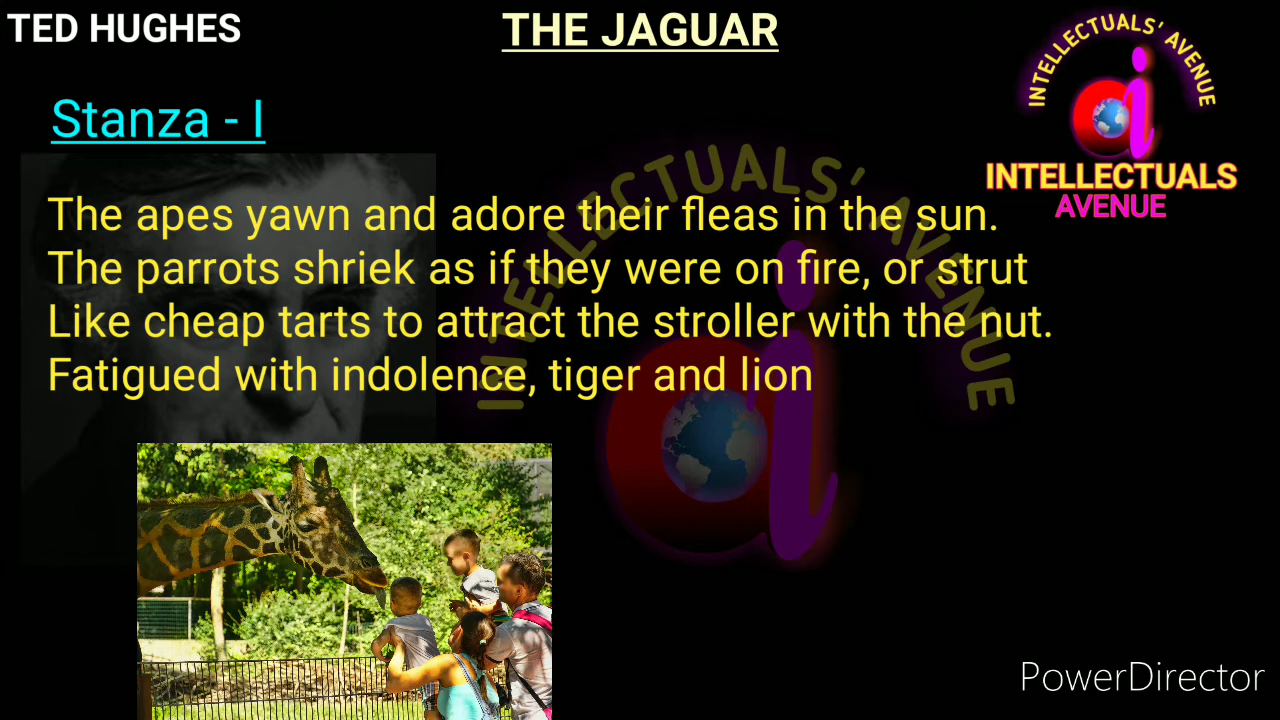 TED HUGHES
THE JAGUAR
INTELLECTUALS' AVENUE
INTELLECTUALS
AVENUE
Stanza - I
The apes yawn and adore their fleas in the sun.
The parrots shriek as if they were on fire, or strut
Like cheap tarts to attract the stroller with the nut.
Fatigued with indolence, tiger and lion
INTELLECTUALS' AVENUE
PowerDirector